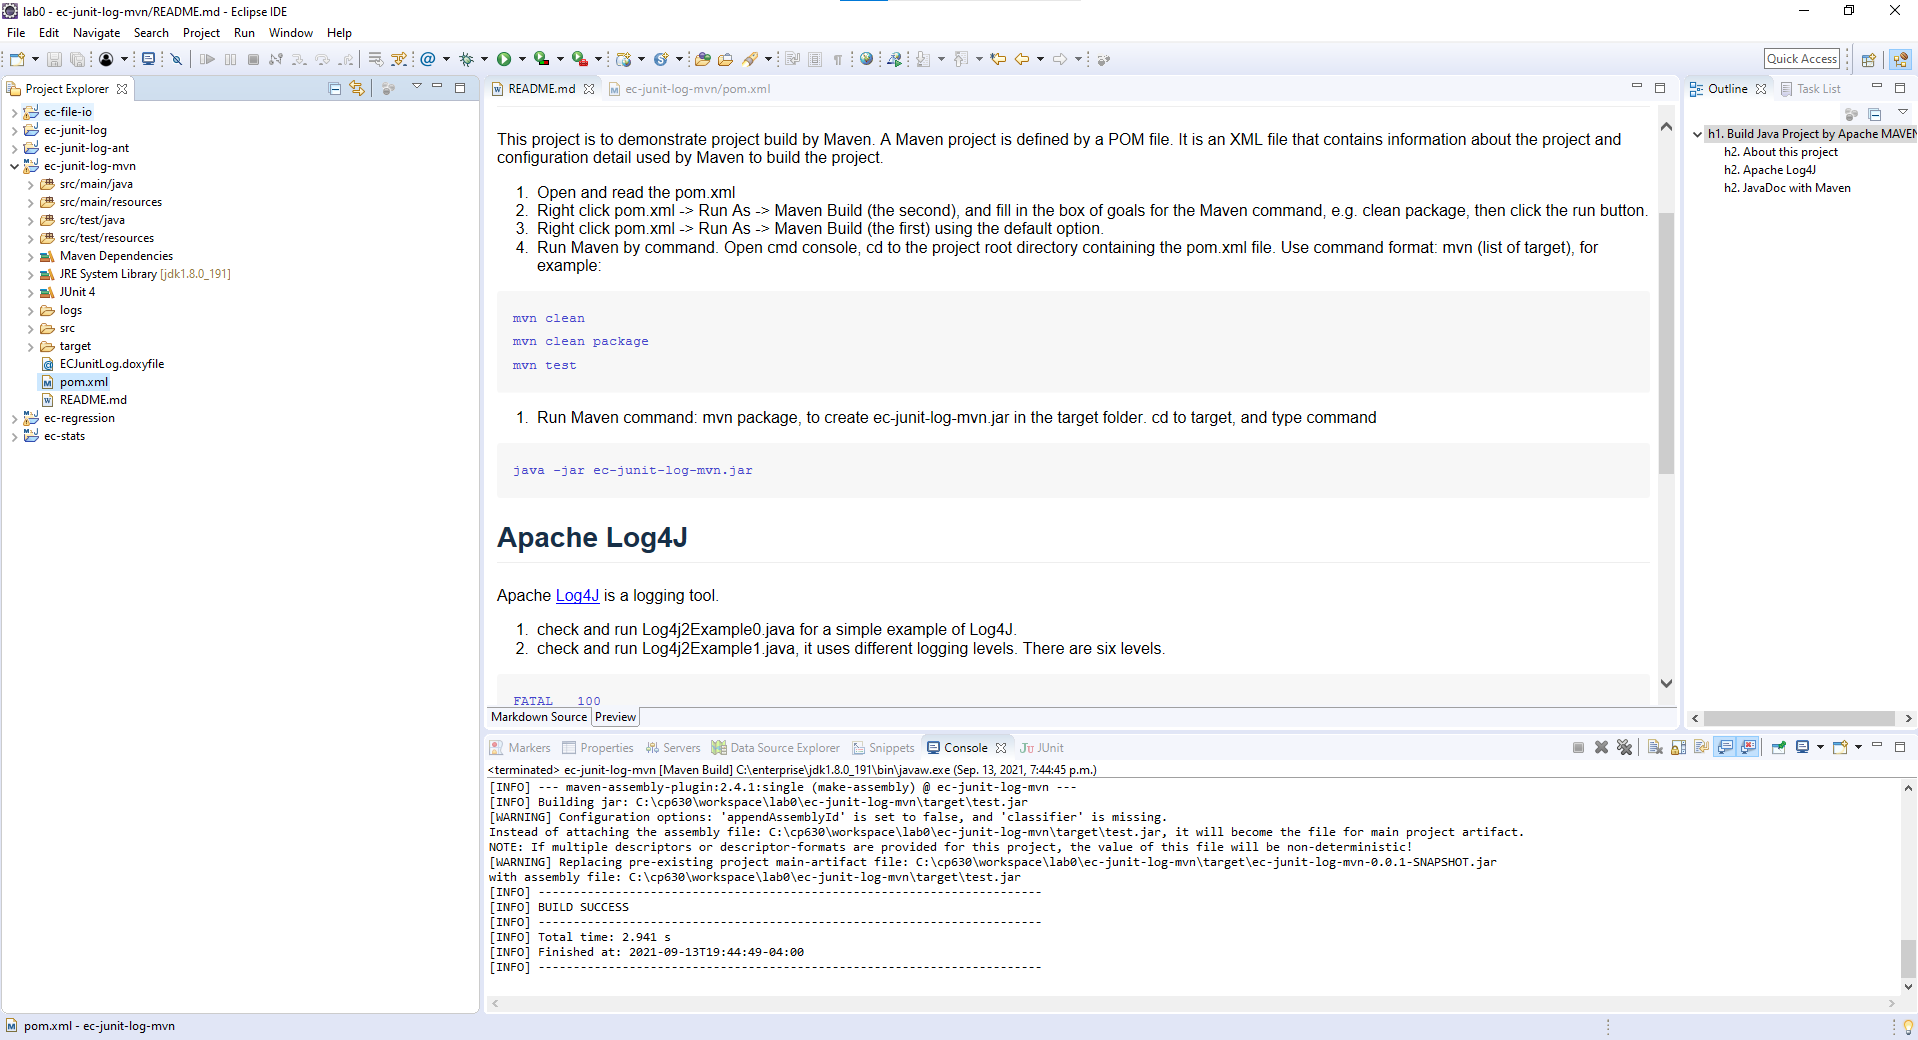 lab0 - ec-junit-log-mvn/README.md - Eclipse IDE
File Edit Navigate Search Project Run Window Help
Quick Access
Project Explorer
ec-file-io
ec-junit-log
ec-junit-log-ant
ec-junit-log-mvn
src/main/java
src/main/resources
src/test/java
src/test/resources
Maven Dependencies
JRE System Library [jdk1.8.0_191]
JUnit 4
logs
src
target
ECJunitLog.doxyfile
pom.xml
README.md
ec-regression
ec-stats
README.md
ec-junit-log-mvn/pom.xml
This project is to demonstrate project build by Maven. A Maven project is defined by a POM file. It is an XML file that contains information about the project and
configuration detail used by Maven to build the project.
1. Open and read the pom.xml
2. Right click pom.xml -> Run As -> Maven Build (the second), and fill in the box of goals for the Maven command, e.g. clean package, then click the run button.
3. Right click pom.xml -> Run As -> Maven Build (the first) using the default option.
4. Run Maven by command. Open cmd console, cd to the project root directory containing the pom.xml file. Use command format: mvn (list of target), for
example:
mvn clean
mvn clean package
mvn test
1. Run Maven command: mvn package, to create ec-junit-log-mvn.jar in the target folder. cd to target, and type command
java -jar ec-junit-log-mvn.jar
Apache Log4J
Apache Log4J is a logging tool.
1. check and run Log4j2Example0.java for a simple example of Log4J.
2. check and run Log4j2Example1.java, it uses different logging levels. There are six levels.
FATAL 100
Markdown Source Preview
Outline Task List
h1. Build Java Project by Apache MAVEN
h2. About this project
h2. Apache Log4J
h2. JavaDoc with Maven
Markers Properties Servers Data Source Explorer Snippets Console JUnit
<terminated> ec-junit-log-mvn [Maven Build] C:\enterprise\jdk1.8.0_191\bin\javaw.exe (Sep. 13, 2021, 7:44:45 p.m.)
[INFO] --- maven-assembly-plugin:2.4.1:single (make-assembly) @ ec-junit-log-mvn ---
[INFO] Building jar: C:\cp630\workspace\lab0\ec-junit-log-mvn\target\test.jar
[WARNING] Configuration options: 'appendAssemblyId' is set to false, and 'classifier' is missing.
Instead of attaching the assembly file: C:\cp630\workspace\lab0\ec-junit-log-mvn\target\test.jar, it will become the file for main project artifact.
NOTE: If multiple descriptors or descriptor-formats are provided for this project, the value of this file will be non-deterministic!
[WARNING] Replacing pre-existing project main-artifact file: C:\cp630\workspace\lab0\ec-junit-log-mvn\target\ec-junit-log-mvn-0.0.1-SNAPSHOT.jar
with assembly file: C:\cp630\workspace\lab0\ec-junit-log-mvn\target\test.jar
[INFO] ------------------------------------------------------------------------
[INFO] BUILD SUCCESS
[INFO] ------------------------------------------------------------------------
[INFO] Total time: 2.941 s
[INFO] Finished at: 2021-09-13T19:44:49-04:00
[INFO] ------------------------------------------------------------------------
pom.xml - ec-junit-log-mvn